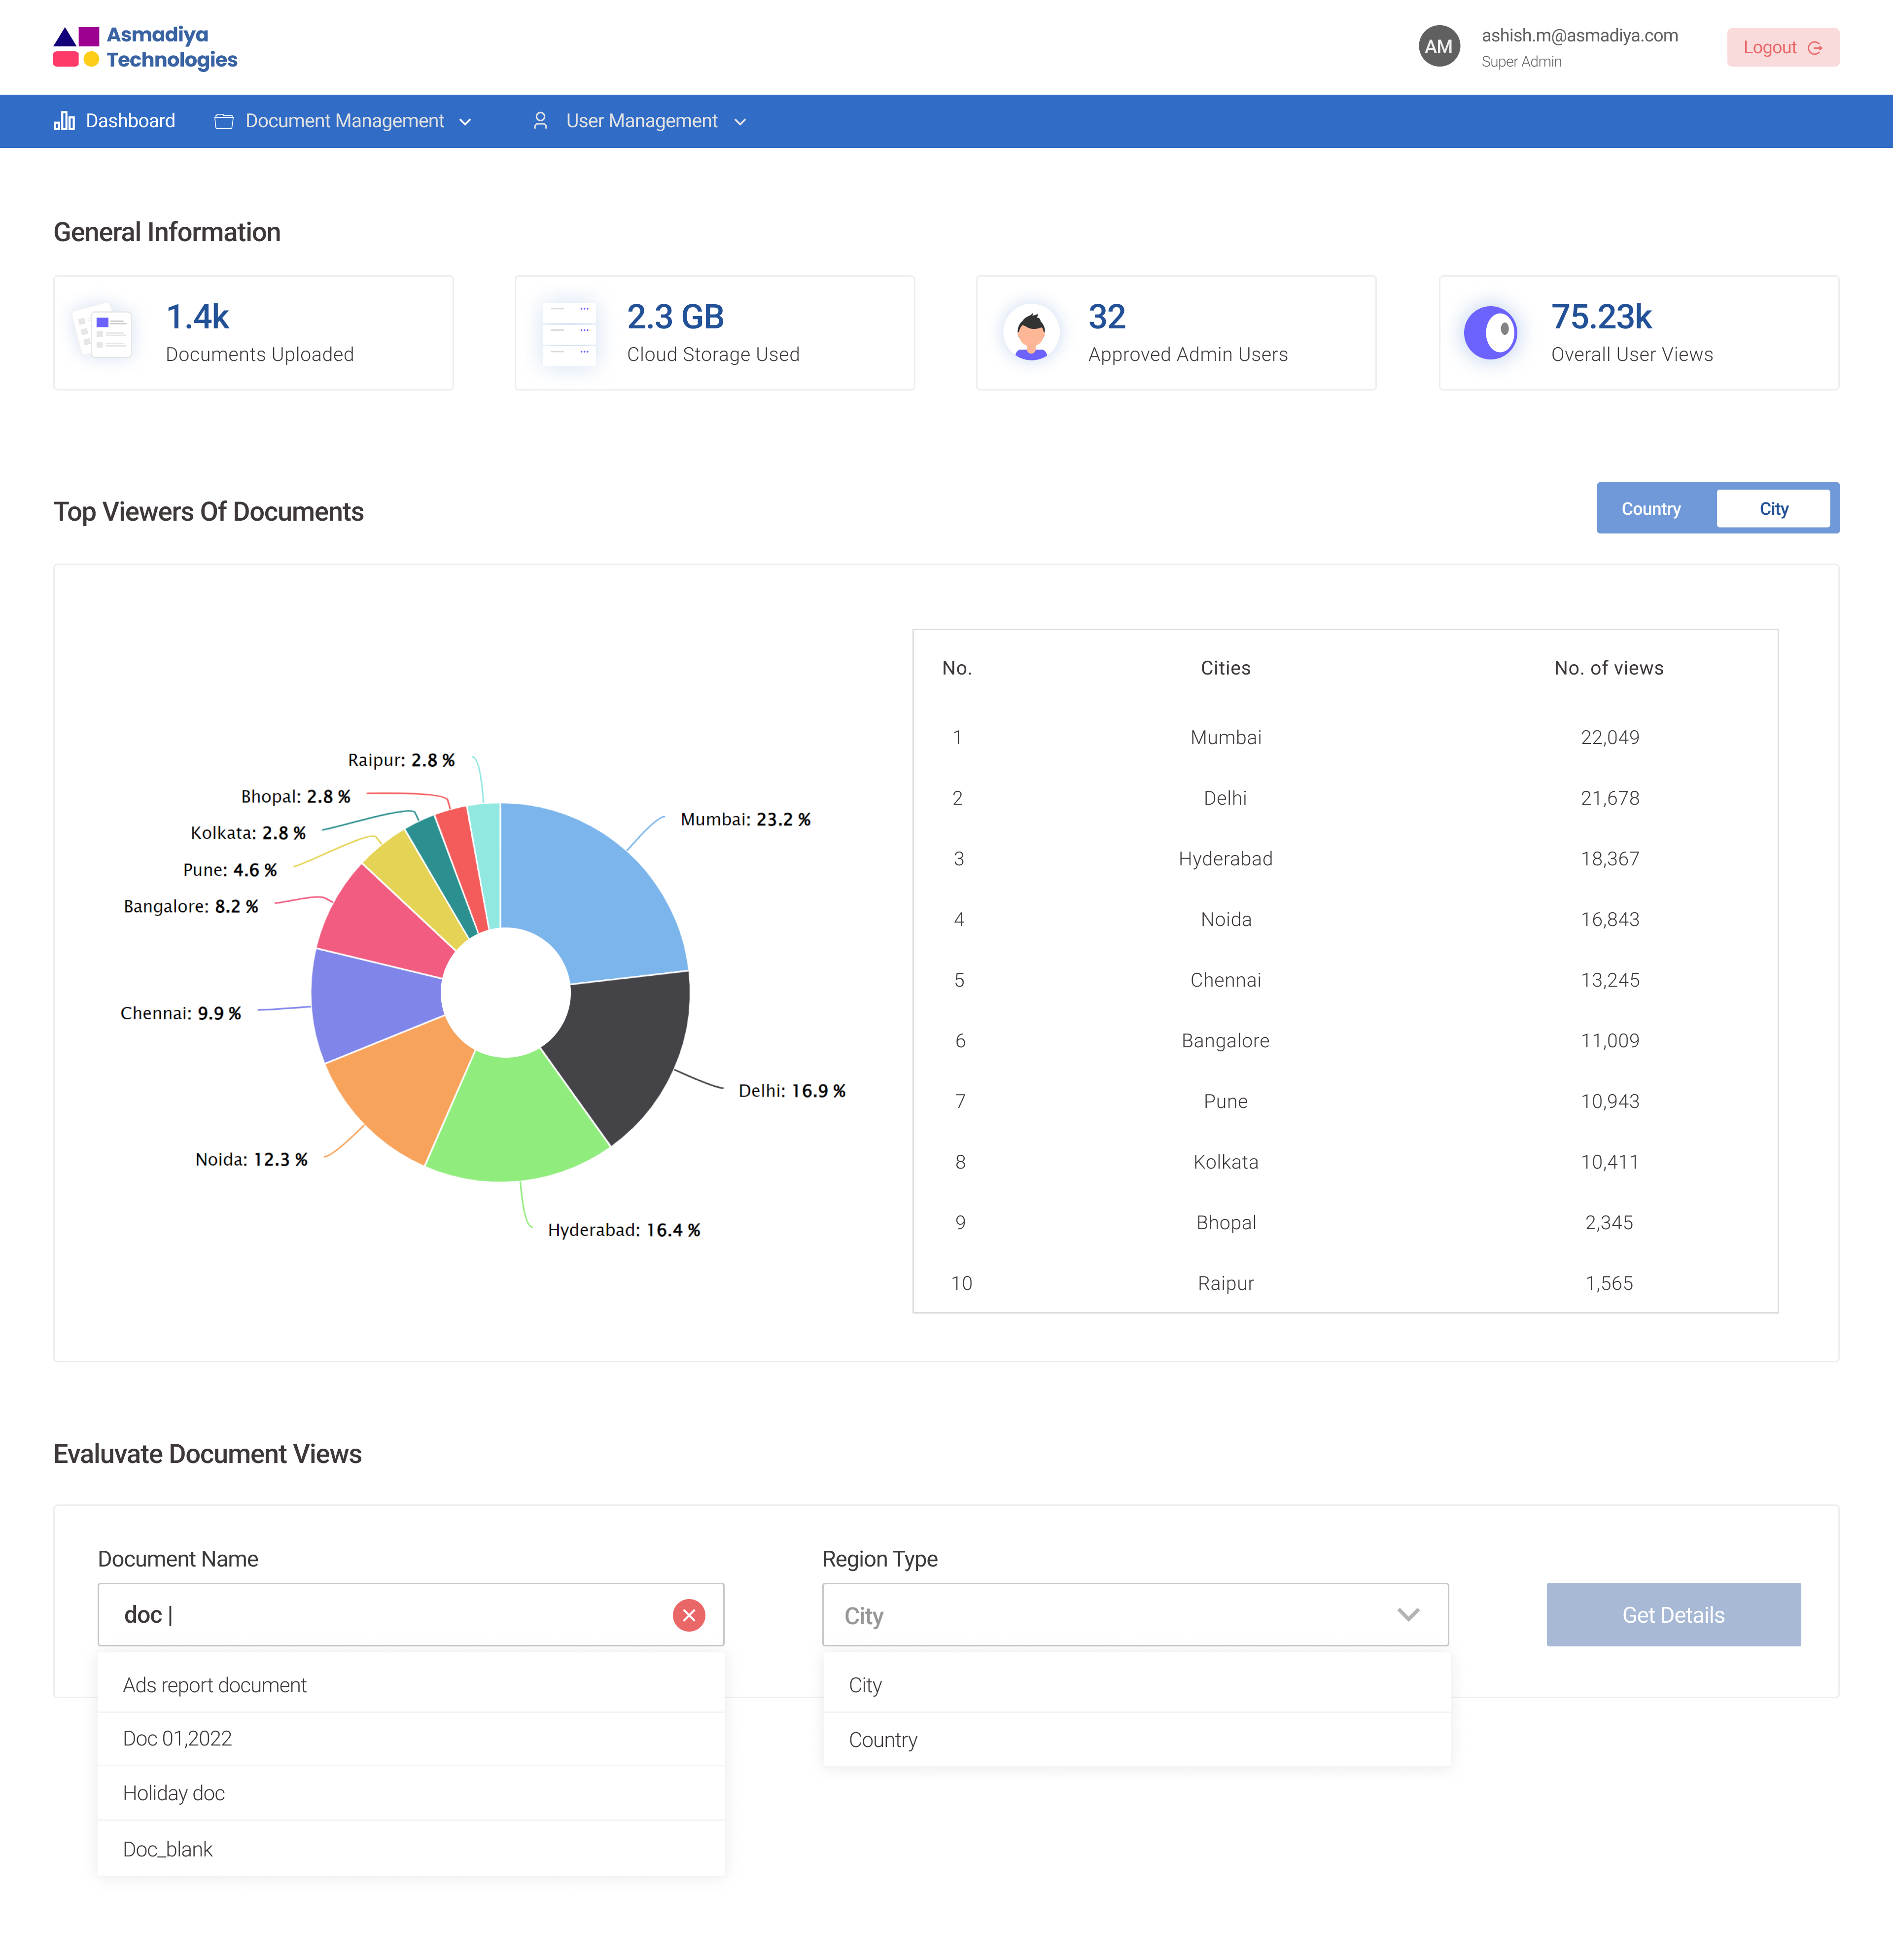 Asmadiya
Technologies
AM
ashish.m@asmadiya.com
Super Admin
Logout
Dashboard
Document Management
User Management
General Information
1.4k
Documents Uploaded
2.3 GB
Cloud Storage Used
32
Approved Admin Users
75.23k
Overall User Views
Top Viewers Of Documents
Country
City
Raipur: 2.8 %
Bhopal: 2.8 %
Kolkata: 2.8 %
Pune: 4.6 %
Bangalore: 8.2 %
Chennai: 9.9 %
Noida: 12.3 %
Hyderabad: 16.4 %
Delhi: 16.9 %
Mumbai: 23.2 %
No. Cities No. of views
1 Mumbai 22,049
2 Delhi 21,678
3 Hyderabad 18,367
4 Noida 16,843
5 Chennai 13,245
6 Bangalore 11,009
7 Pune 10,943
8 Kolkata 10,411
9 Bhopal 2,345
10 Raipur 1,565
Evaluvate Document Views
Document Name
doc |
Ads report document
Doc 01,2022
Holiday doc
Doc_blank
Region Type
City
City
Country
Get Details